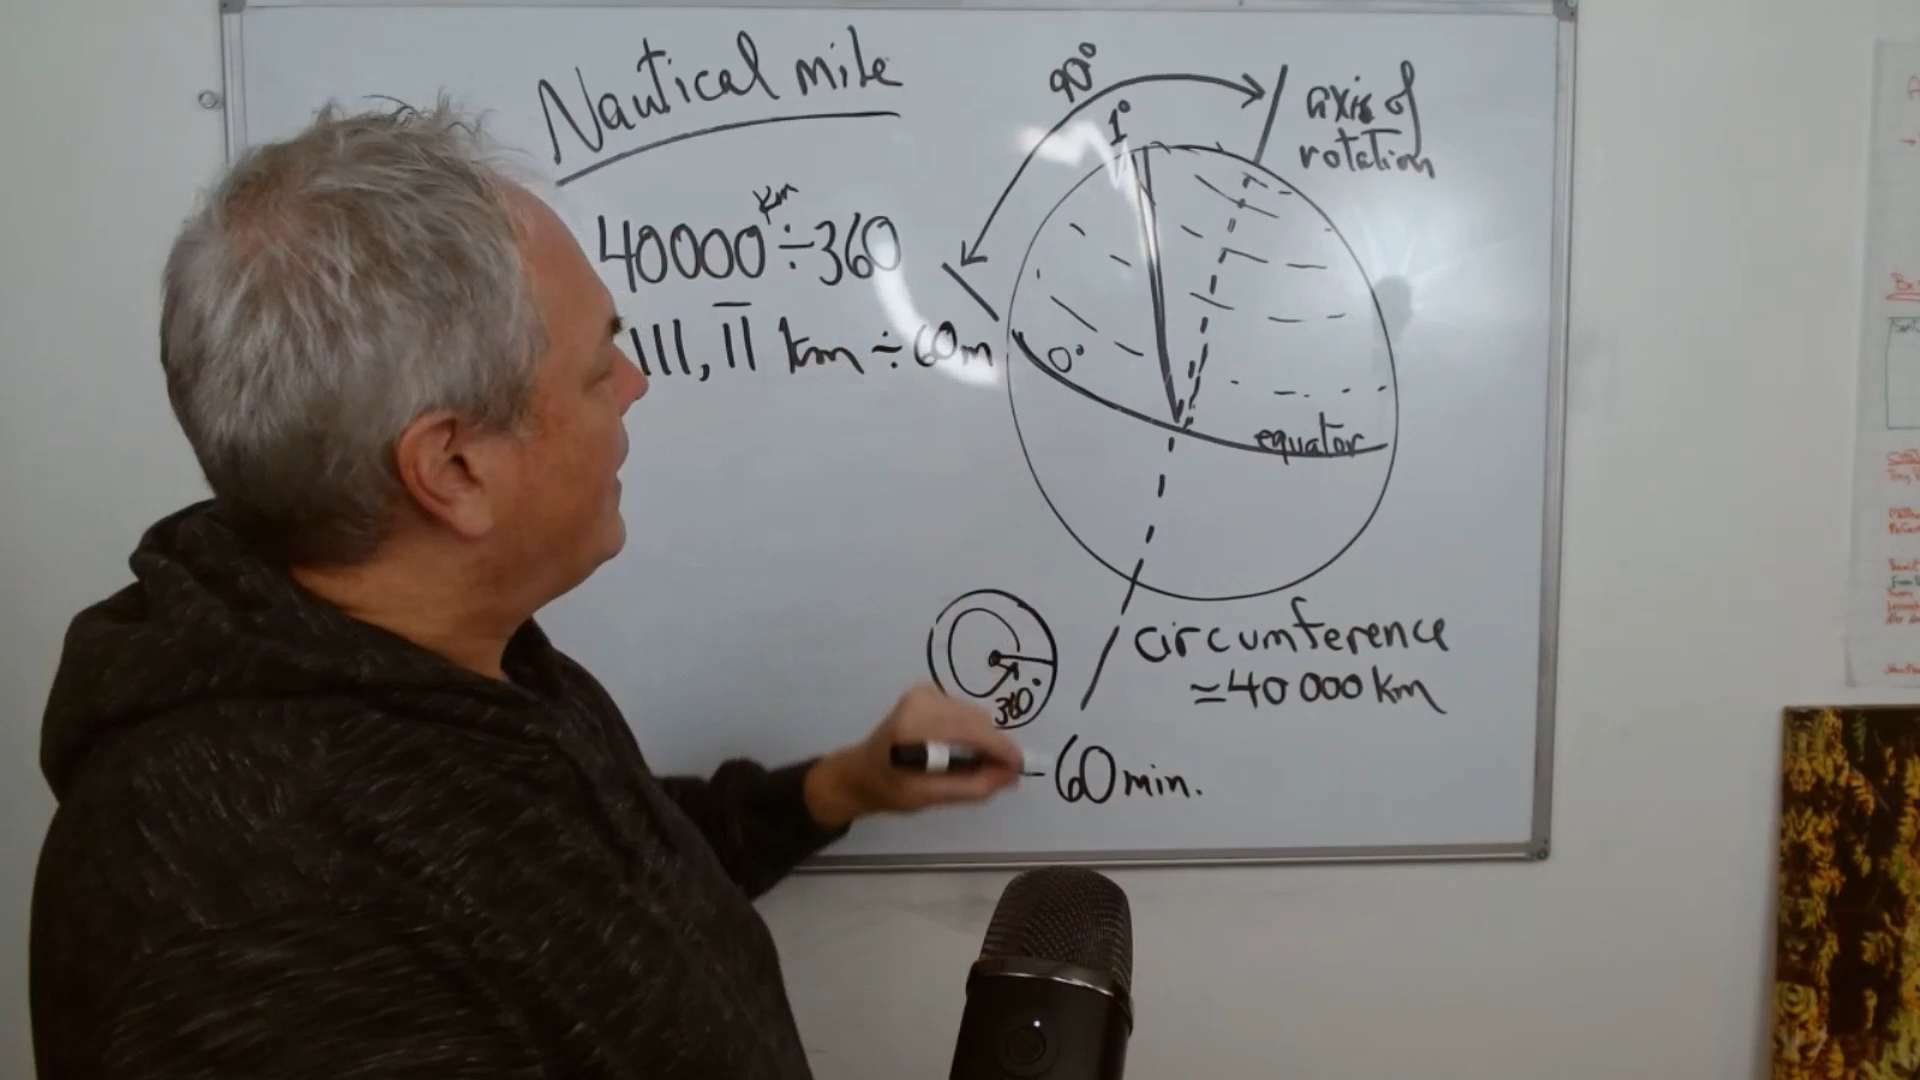 Nautical mile
40000 km ÷ 360
111, 11 km ÷ 60m
90°
1°
axis of
rotation
0°
equator
360°
circumference
≃ 40 000 km
- 60 min.